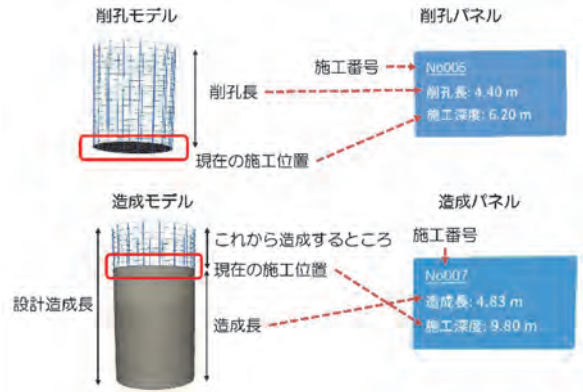 削孔モデル
削孔パネル
施工番号
No006
削孔長
削孔長: 4.40 m
施工深度: 6.20 m
現在の施工位置
造成モデル
造成パネル
これから造成するところ
施工番号
現在の施工位置
No007
設計造成長
造成長: 4.83 m
造成長
施工深度: 9.80 m